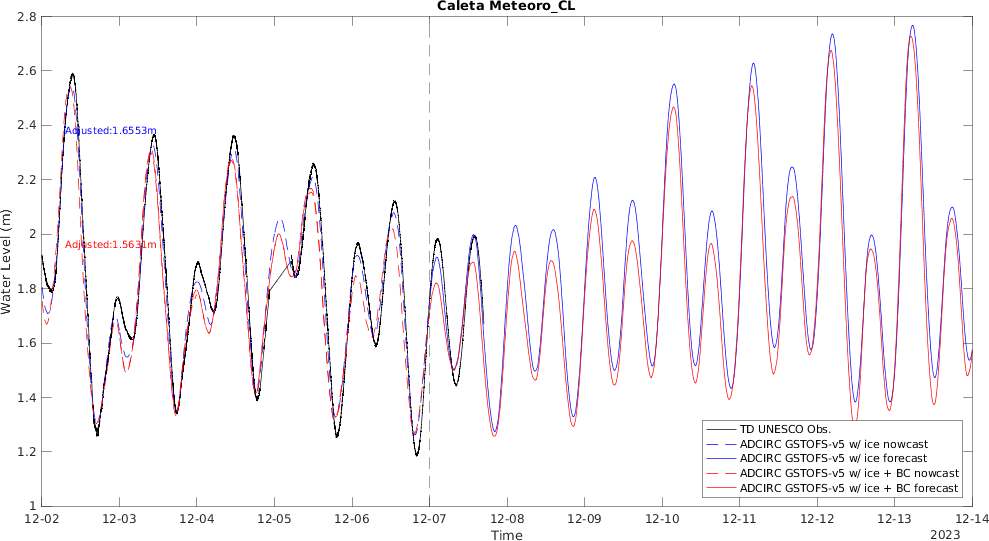 Caleta Meteoro_CL
Water Level (m)
2.8
2.6
2.4
2.2
2
1.8
1.6
1.4
1.2
1
Adjusted:1.6553m
Adjusted:1.5631m
TD UNESCO Obs.
ADCIRC GSTOFS-v5 w/ ice nowcast
ADCIRC GSTOFS-v5 w/ ice forecast
ADCIRC GSTOFS-v5 w/ ice + BC nowcast
ADCIRC GSTOFS-v5 w/ ice + BC forecast
12-02 12-03 12-04 12-05 12-06 12-07 12-08 12-09 12-10 12-11 12-12 12-13 12-14
Time
2023